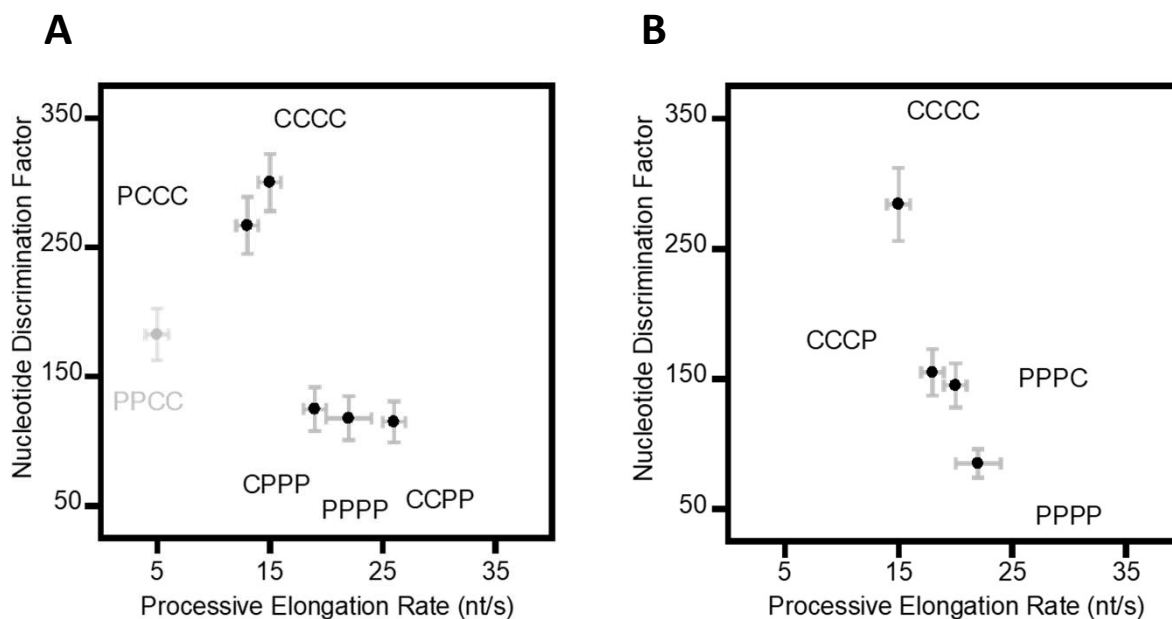 A
Nucleotide Discrimination Factor
350
250
150
50
CCCC
PCCC
PPCC
CPPP
PPPP
CCPP
5
15
25
35
Processive Elongation Rate (nt/s)
B
Nucleotide Discrimination Factor
350
250
150
50
CCCC
CCCP
PPPC
PPPP
5
15
25
35
Processive Elongation Rate (nt/s)